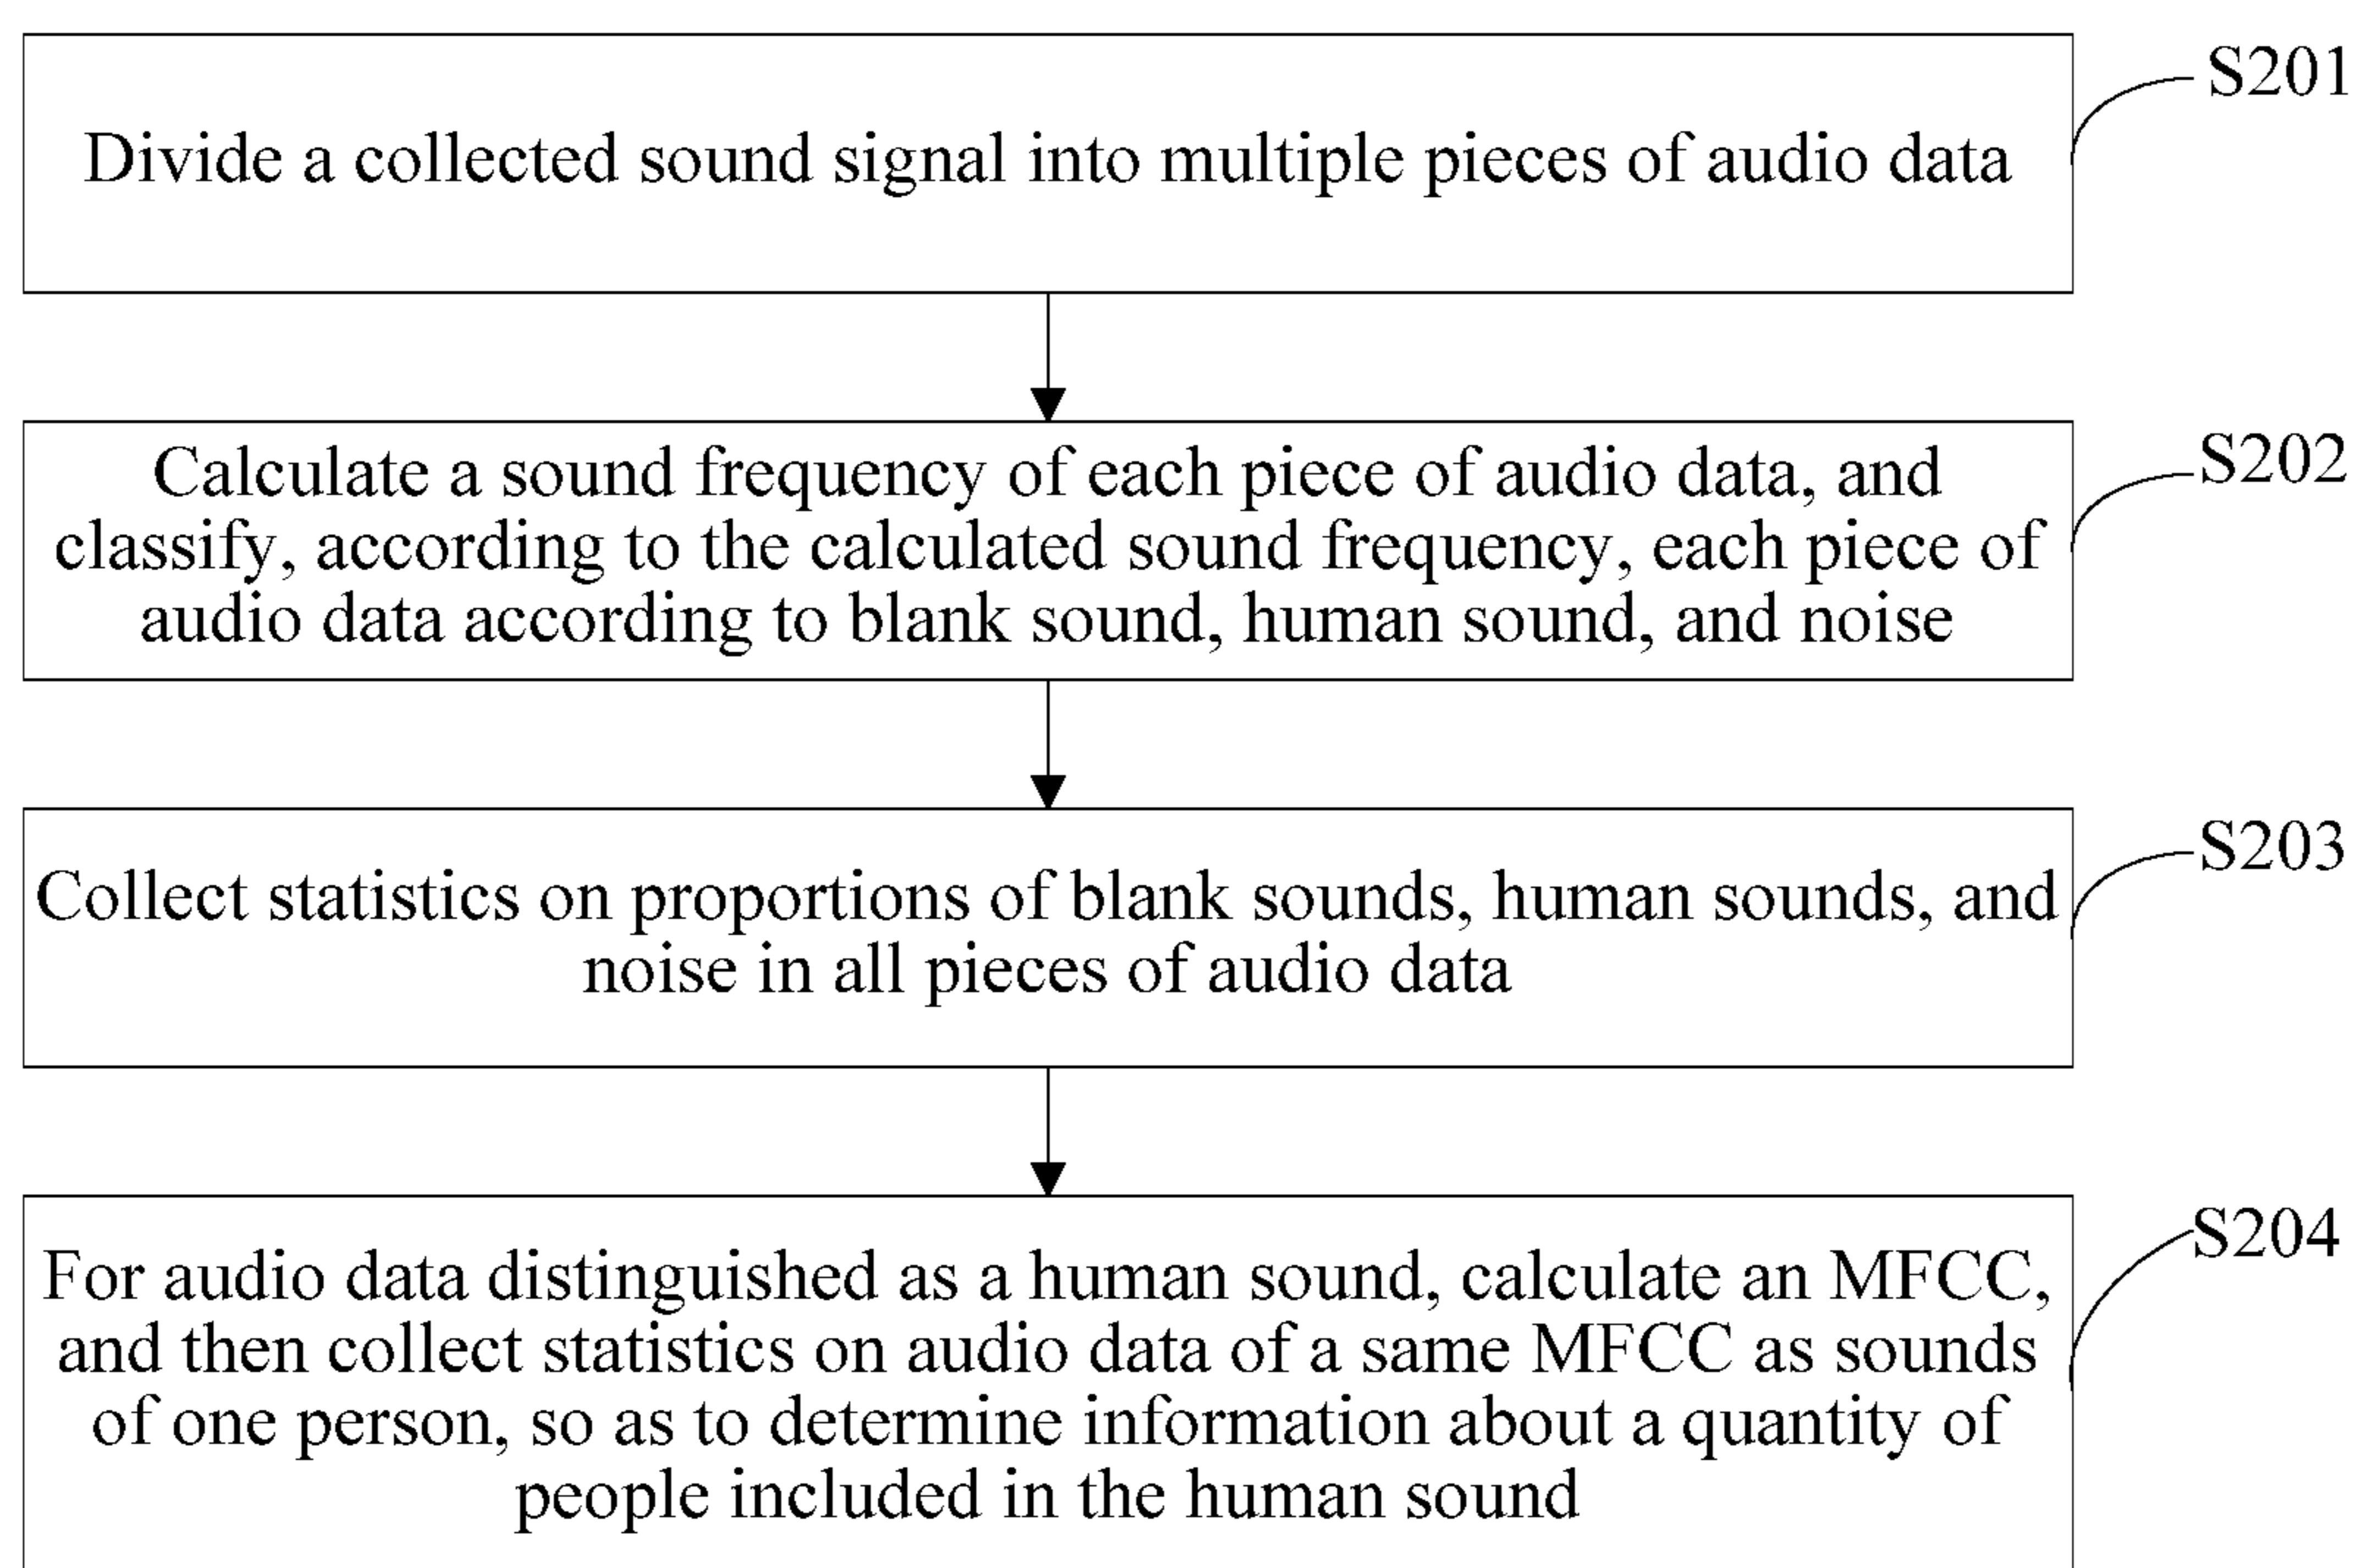 Divide a collected sound signal into multiple pieces of audio data
S201
Calculate a sound frequency of each piece of audio data, and
classify, according to the calculated sound frequency, each piece of
audio data according to blank sound, human sound, and noise
S202
Collect statistics on proportions of blank sounds, human sounds, and
noise in all pieces of audio data
S203
For audio data distinguished as a human sound, calculate an MFCC,
and then collect statistics on audio data of a same MFCC as sounds
of one person, so as to determine information about a quantity of
people included in the human sound
S204